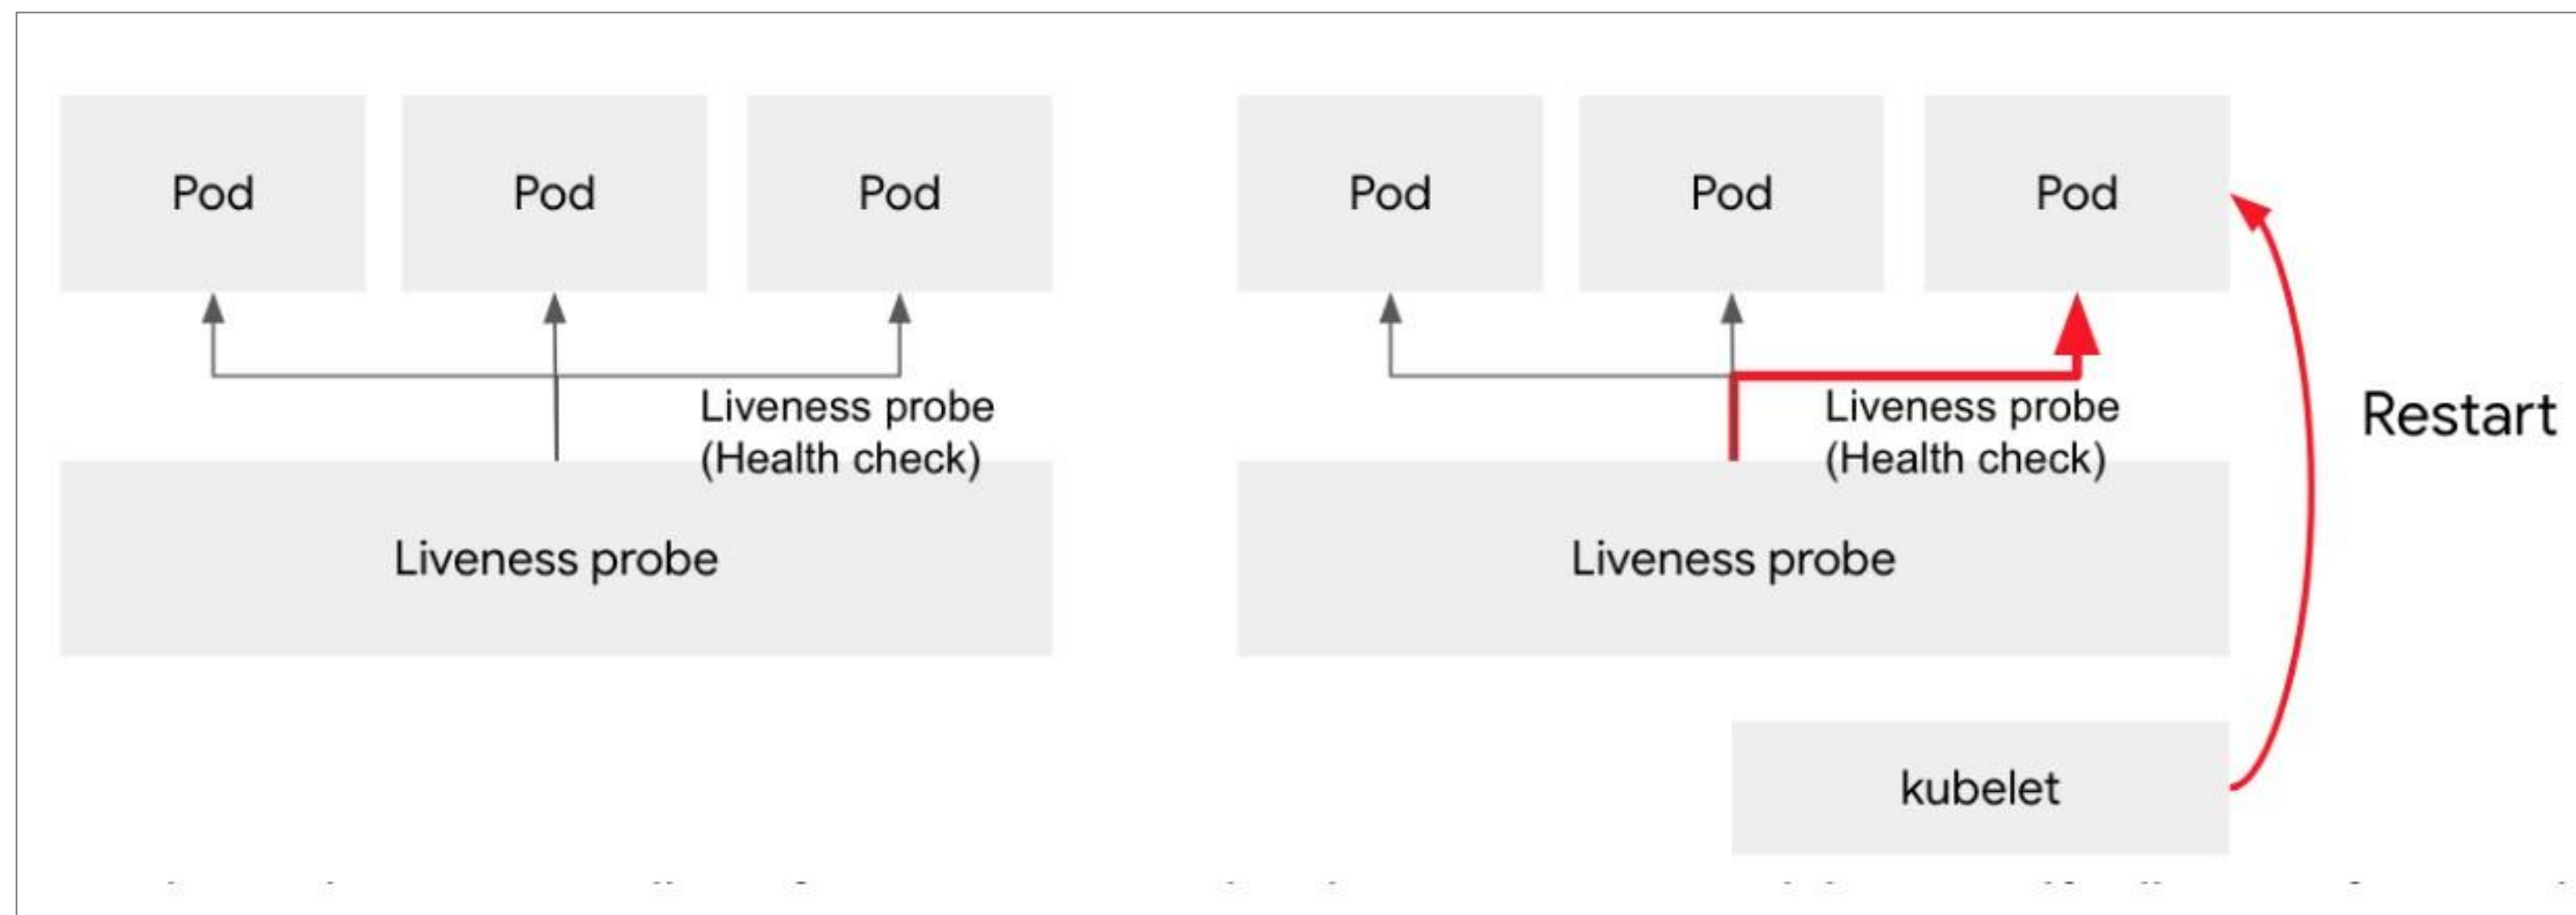 Pod
Pod
Pod
Liveness probe
(Health check)
Liveness probe
Pod
Pod
Pod
Liveness probe
(Health check)
Restart
Liveness probe
kubelet